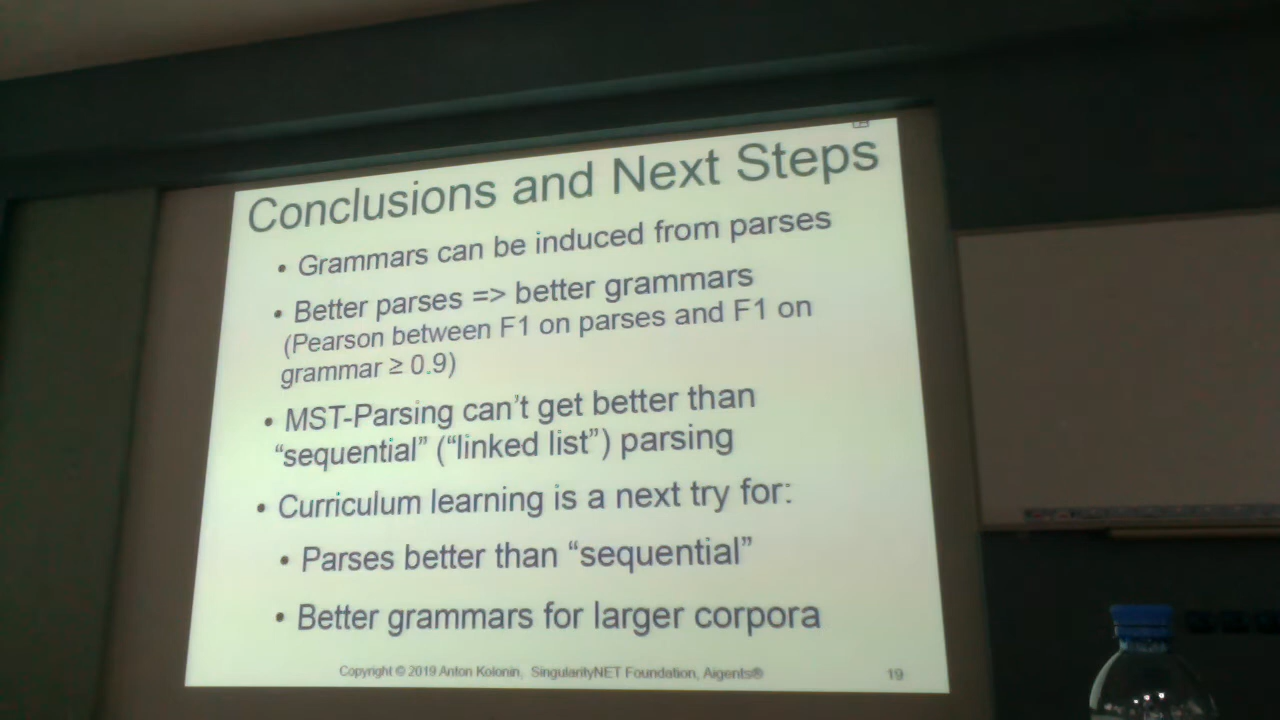 Conclusions and Next Steps
• Grammars can be induced from parses
• Better parses => better grammars
(Pearson between F1 on parses and F1 on
grammar ≥ 0.9)
• MST-Parsing can’t get better than
“sequential” (“linked list”) parsing
• Curriculum learning is a next try for:
• Parses better than “sequential”
• Better grammars for larger corpora
Copyright © 2019 Anton Kolonin, SingularityNET Foundation, Aigents®
19